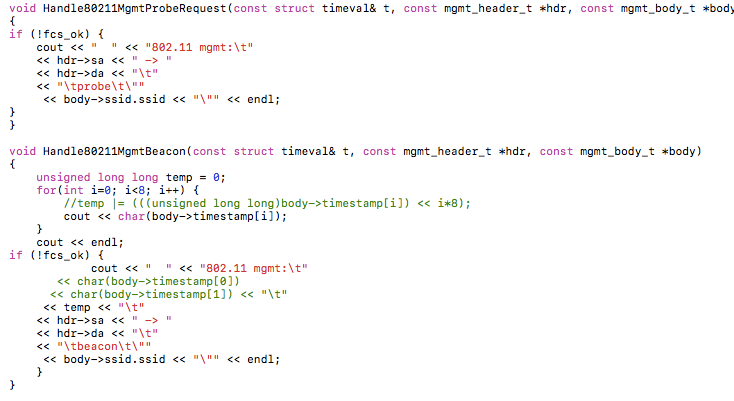 void Handle80211MgmtProbeRequest(const struct timeval& t, const mgmt_header_t *hdr, const mgmt_body_t *body
{
if (!fcs_ok) {
    cout << "  " << "802.11 mgmt:\t"
    << hdr->sa << " -> "
    << hdr->da << "\t"
    << "\tprobe\t\""
     << body->ssid.ssid << "\"" << endl;
}
}

void Handle80211MgmtBeacon(const struct timeval& t, const mgmt_header_t *hdr, const mgmt_body_t *body)
{
    unsigned long long temp = 0;
    for(int i=0; i<8; i++) {
        //temp |= (((unsigned long long)body->timestamp[i]) << i*8);
        cout << char(body->timestamp[i]);
    }
    cout << endl;
if (!fcs_ok) {
            cout << "  " << "802.11 mgmt:\t"
       << char(body->timestamp[0])
      << char(body->timestamp[1]) << "\t"
     << temp << "\t"
    << hdr->sa << " -> "
    << hdr->da << "\t"
    << "\tbeacon\t\""
     << body->ssid.ssid << "\"" << endl;
    }
}